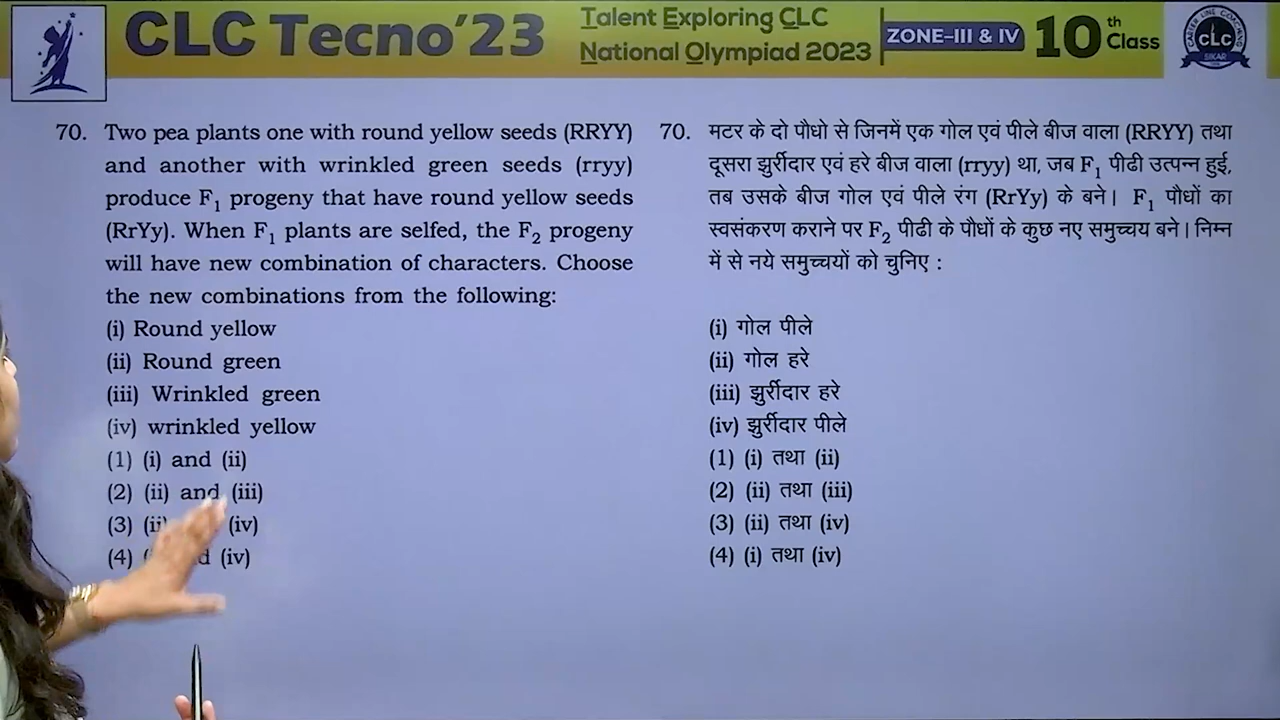 CLC Tecno'23
Talent Exploring CLC
National Olympiad 2023
ZONE–III & IV
10th Class
CAREER LINE COACHING
CLC
SIKAR
70. Two pea plants one with round yellow seeds (RRYY)
and another with wrinkled green seeds (rryy)
produce F1 progeny that have round yellow seeds
(RrYy). When F1 plants are selfed, the F2 progeny
will have new combination of characters. Choose
the new combinations from the following:
(i) Round yellow
(ii) Round green
(iii) Wrinkled green
(iv) wrinkled yellow
(1) (i) and (ii)
(2) (ii) and (iii)
(3) (ii) (iv)
(4) (iv)
70. मटर के दो पौधो से जिनमें एक गोल एवं पीले बीज वाला (RRYY) तथा
दूसरा झुर्रीदार एवं हरे बीज वाला (rryy) था, जब F1 पीढी उत्पन्न हुई,
तब उसके बीज गोल एवं पीले रंग (RrYy) के बने। F1 पौधों का
स्वसंकरण कराने पर F2 पीढी के पौधों के कुछ नए समुच्चय बने। निम्न
में से नये समुच्चयों को चुनिए :
(i) गोल पीले
(ii) गोल हरे
(iii) झुर्रीदार हरे
(iv) झुर्रीदार पीले
(1) (i) तथा (ii)
(2) (ii) तथा (iii)
(3) (ii) तथा (iv)
(4) (i) तथा (iv)